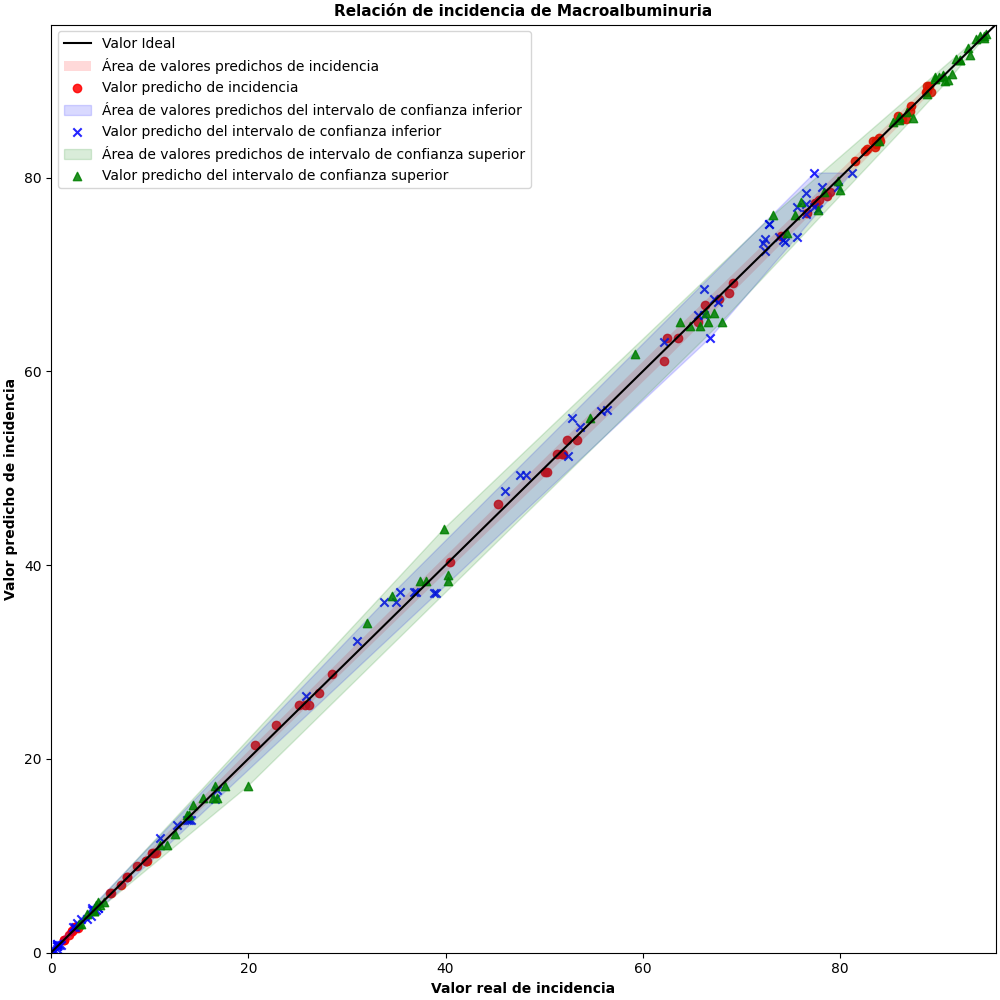 Relación de incidencia de Macroalbuminuria
Valor Ideal
Área de valores predichos de incidencia
Valor predicho de incidencia
Área de valores predichos del intervalo de confianza inferior
Valor predicho del intervalo de confianza inferior
Área de valores predichos de intervalo de confianza superior
Valor predicho del intervalo de confianza superior
Valor predicho de incidencia
80
60
40
20
0
0 20 40 60 80
Valor real de incidencia